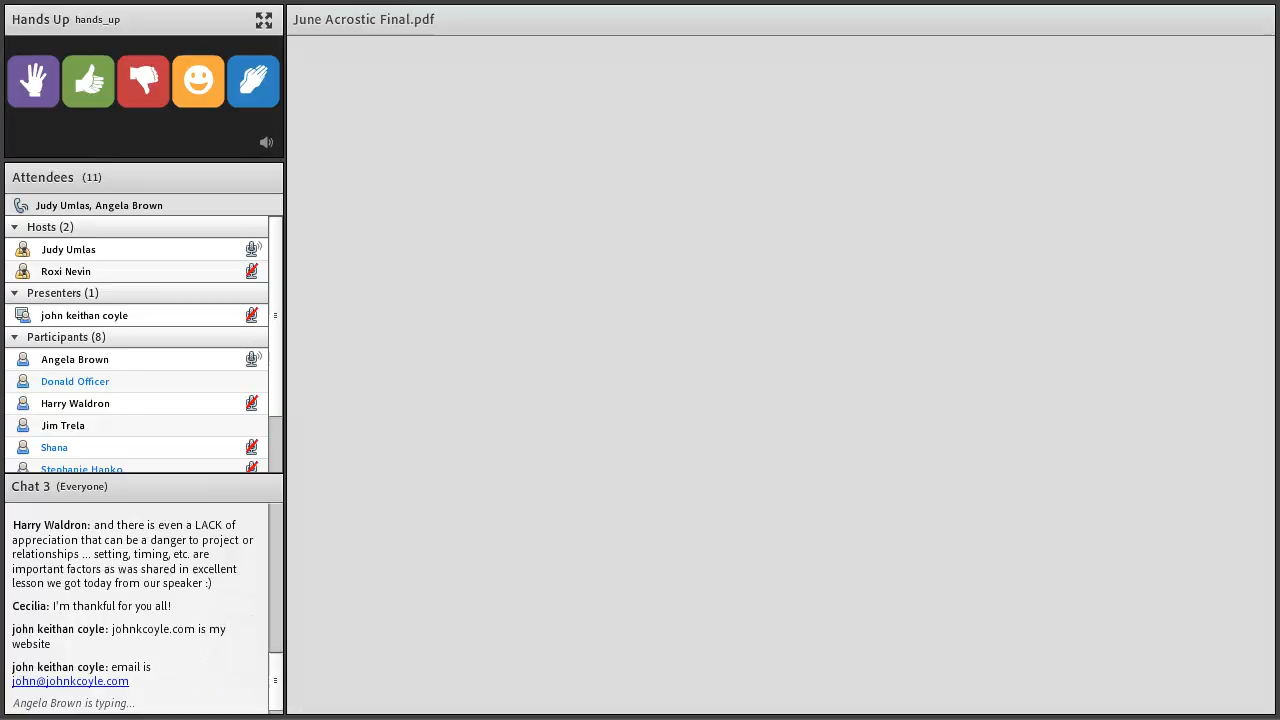 Hands Up hands_up
June Acrostic Final.pdf
Attendees (11)
Judy Umlas, Angela Brown
Hosts (2)
Judy Umlas
Roxi Nevin
Presenters (1)
john keithan coyle
Participants (8)
Angela Brown
Donald Officer
Harry Waldron
Jim Trela
Shana
Stephanie Hanko
Chat 3 (Everyone)
Harry Waldron: and there is even a LACK of
appreciation that can be a danger to project or
relationships ... setting, timing, etc. are
important factors as was shared in excellent
lesson we got today from our speaker :)
Cecilia: I'm thankful for you all!
john keithan coyle: johnkcoyle.com is my
website
john keithan coyle: email is
john@johnkcoyle.com
Angela Brown is typing...